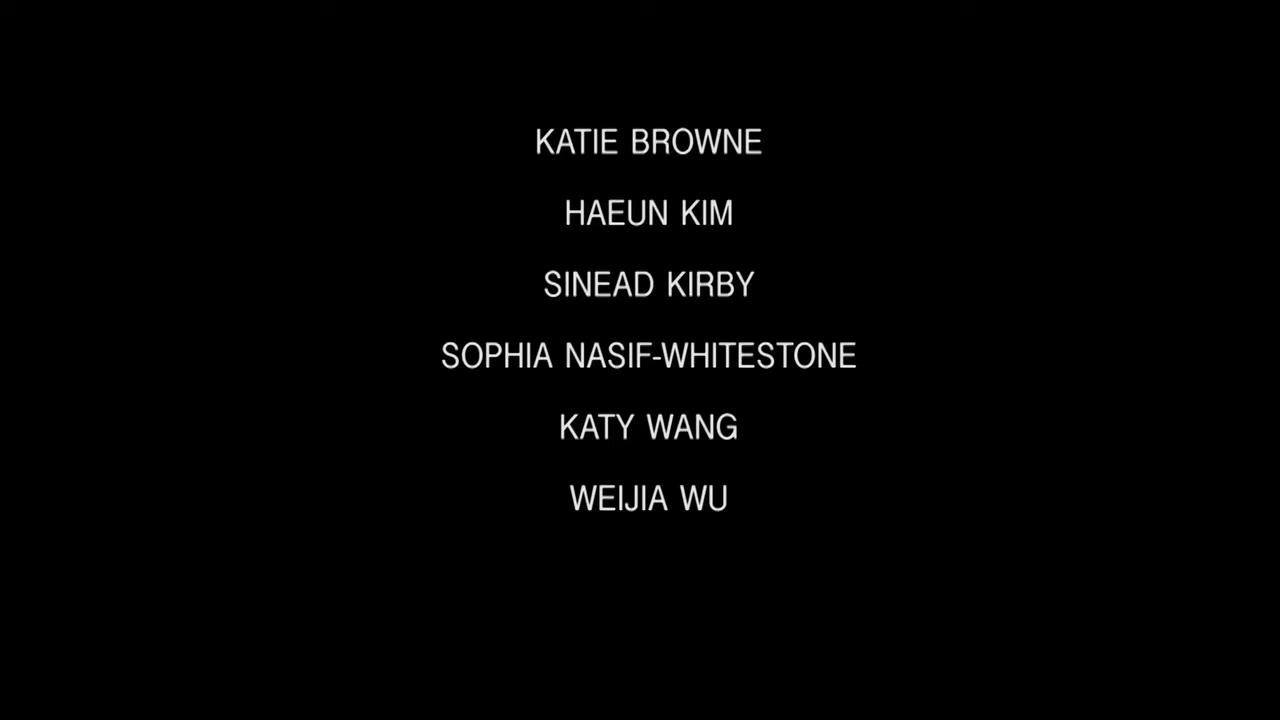 KATIE BROWNE
HAEUN KIM
SINEAD KIRBY
SOPHIA NASIF-WHITESTONE
KATY WANG
WEIJIA WU